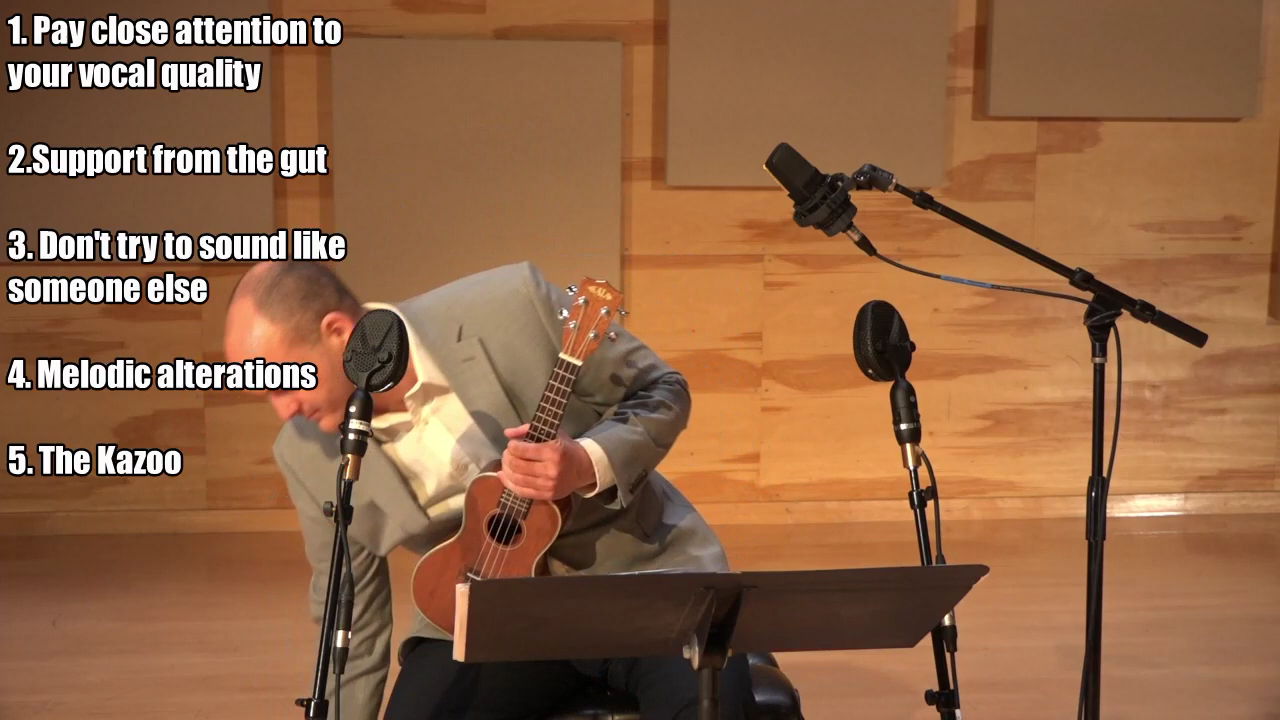 1. Pay close attention to
your vocal quality
2.Support from the gut
3. Don't try to sound like
someone else
4. Melodic alterations
5. The Kazoo